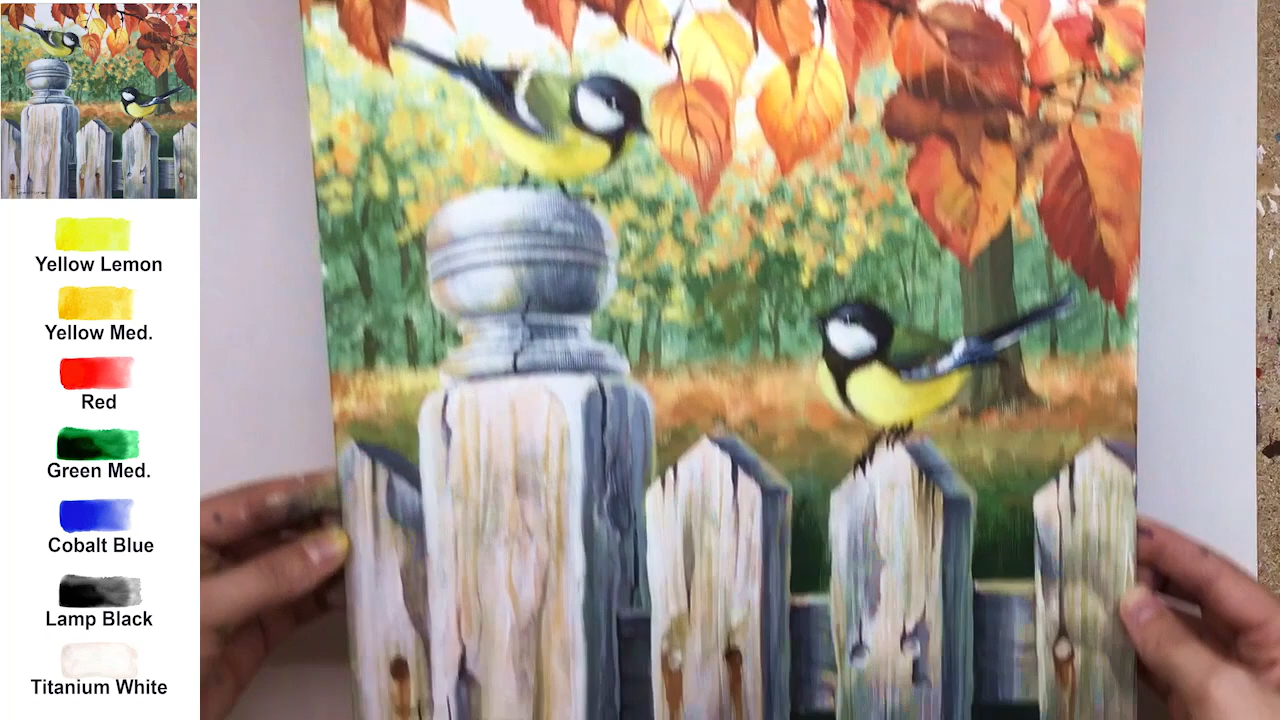 Yellow Lemon
Yellow Med.
Red
Green Med.
Cobalt Blue
Lamp Black
Titanium White